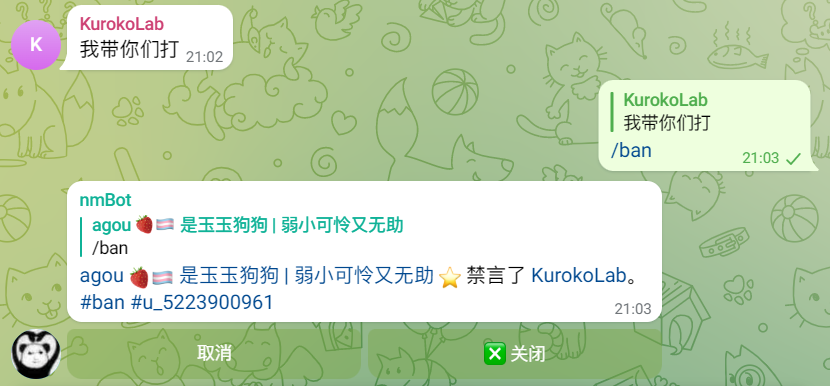 K
KurokoLab
我带你们打
21:02
KurokoLab
我带你们打
/ban
21:03
nmBot
agou 🍓🏳️‍⚧️ 是玉玉狗狗 | 弱小可怜又无助
/ban
agou 🍓🏳️‍⚧️ 是玉玉狗狗 | 弱小可怜又无助 ⭐ 禁言了 KurokoLab。
#ban #u_5223900961
21:03
取消
❎ 关闭